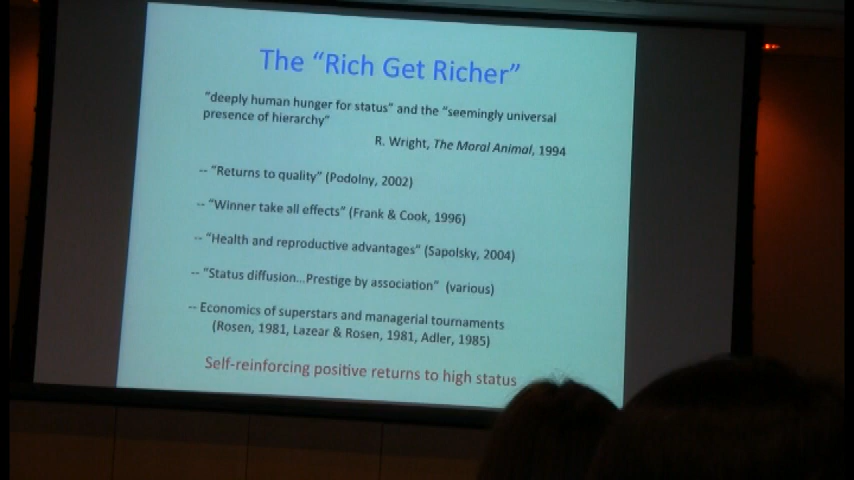 The “Rich Get Richer”
“deeply human hunger for status” and the “seemingly universal
presence of hierarchy”
R. Wright, The Moral Animal, 1994
-- “Returns to quality” (Podolny, 2002)
-- “Winner take all effects” (Frank & Cook, 1996)
-- “Health and reproductive advantages” (Sapolsky, 2004)
-- “Status diffusion...Prestige by association” (various)
-- Economics of superstars and managerial tournaments
(Rosen, 1981, Lazear & Rosen, 1981, Adler, 1985)
Self-reinforcing positive returns to high status